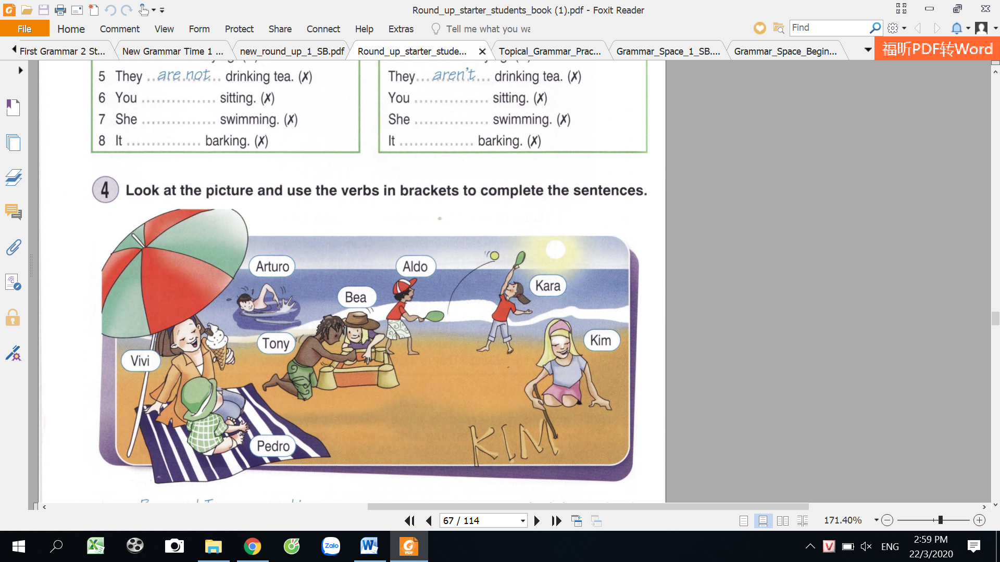 Round_up_starter_students_book (1).pdf - Foxit Reader
File Home Comment View Form Protect Share Connect Help Extras Tell me what you wa Find
First Grammar 2 St... New Grammar Time 1 ... new_round_up_1_SB.pdf Round_up_starter_stude... Topical_Grammar_Prac... Grammar_Space_1_SB.... Grammar_Space_Begin... 福昕PDF转Word
5 They ..are not... drinking tea. (✗) They...aren't... drinking tea. (✗)
6 You ............... sitting. (✗) You ............... sitting. (✗)
7 She ............... swimming. (✗) She ............... swimming. (✗)
8 It ............... barking. (✗) It ............... barking. (✗)
4 Look at the picture and use the verbs in brackets to complete the sentences.
Arturo
Aldo
Kara
Bea
Kim
Tony
Vivi
KIM
Pedro
67 / 114 171.40%
Zalo W PDF V ENG 2:59 PM
22/3/2020